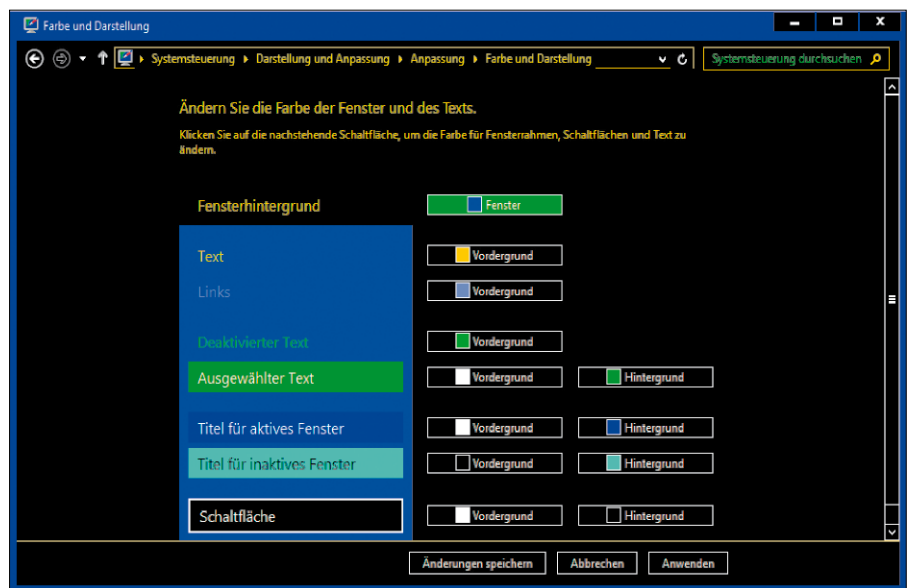 Farbe und Darstellung
Systemsteuerung Darstellung und Anpassung Anpassung Farbe und Darstellung Systemsteuerung durchsuchen
Ändern Sie die Farbe der Fenster und des Texts.
Klicken Sie auf die nachstehende Schaltfläche, um die Farbe für Fensterrahmen, Schaltflächen und Text zu
ändern.
Fensterhintergrund Fenster
Text Vordergrund
Links Vordergrund
Deaktivierter Text Vordergrund
Ausgewählter Text Vordergrund Hintergrund
Titel für aktives Fenster Vordergrund Hintergrund
Titel für inaktives Fenster Vordergrund Hintergrund
Schaltfläche Vordergrund Hintergrund
Änderungen speichern Abbrechen Anwenden